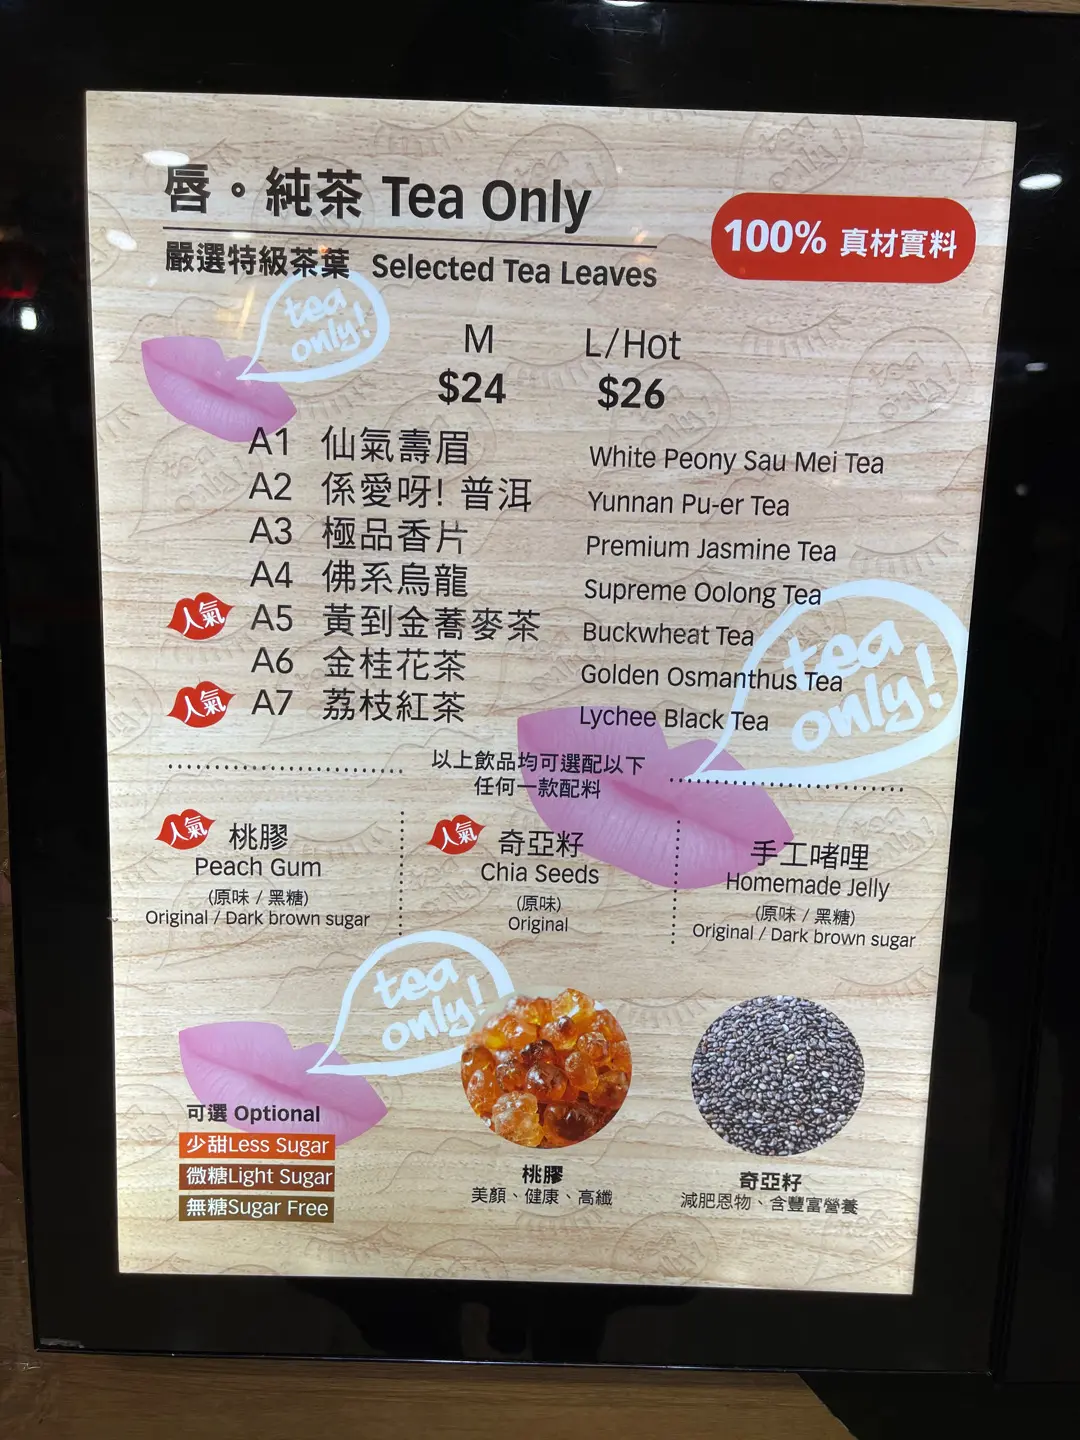 唇。純茶 Tea Only
100% 真材實料
嚴選特級茶葉 Selected Tea Leaves
tea
only!
M L/Hot
$24 $26
A1 仙氣壽眉 White Peony Sau Mei Tea
A2 係愛呀! 普洱 Yunnan Pu-er Tea
A3 極品香片 Premium Jasmine Tea
A4 佛系烏龍 Supreme Oolong Tea
人氣 A5 黃到金蕎麥茶 Buckwheat Tea
A6 金桂花茶 Golden Osmanthus Tea
人氣 A7 荔枝紅茶 Lychee Black Tea
tea
only!
以上飲品均可選配以下
任何一款配料
人氣 桃膠
Peach Gum
(原味 / 黑糖)
Original / Dark brown sugar
人氣 奇亞籽
Chia Seeds
(原味)
Original
手工啫喱
Homemade Jelly
(原味 / 黑糖)
Original / Dark brown sugar
tea
only!
可選 Optional
少甜Less Sugar
微糖Light Sugar
無糖Sugar Free
桃膠
美顏、健康、高纖
奇亞籽
減肥恩物、含豐富營養